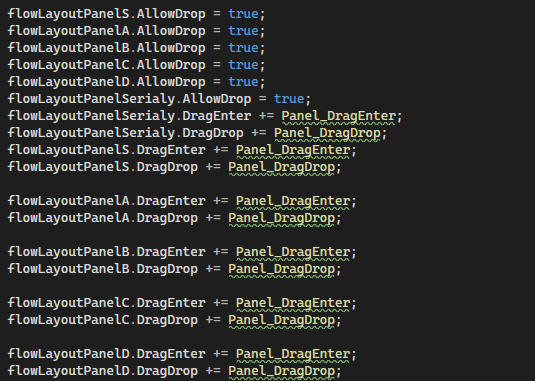 flowLayoutPanelS.AllowDrop = true;
flowLayoutPanelA.AllowDrop = true;
flowLayoutPanelB.AllowDrop = true;
flowLayoutPanelC.AllowDrop = true;
flowLayoutPanelD.AllowDrop = true;
flowLayoutPanelSerialy.AllowDrop = true;
flowLayoutPanelSerialy.DragEnter += Panel_DragEnter;
flowLayoutPanelSerialy.DragDrop += Panel_DragDrop;
flowLayoutPanelS.DragEnter += Panel_DragEnter;
flowLayoutPanelS.DragDrop += Panel_DragDrop;
flowLayoutPanelA.DragEnter += Panel_DragEnter;
flowLayoutPanelA.DragDrop += Panel_DragDrop;
flowLayoutPanelB.DragEnter += Panel_DragEnter;
flowLayoutPanelB.DragDrop += Panel_DragDrop;
flowLayoutPanelC.DragEnter += Panel_DragEnter;
flowLayoutPanelC.DragDrop += Panel_DragDrop;
flowLayoutPanelD.DragEnter += Panel_DragEnter;
flowLayoutPanelD.DragDrop += Panel_DragDrop;